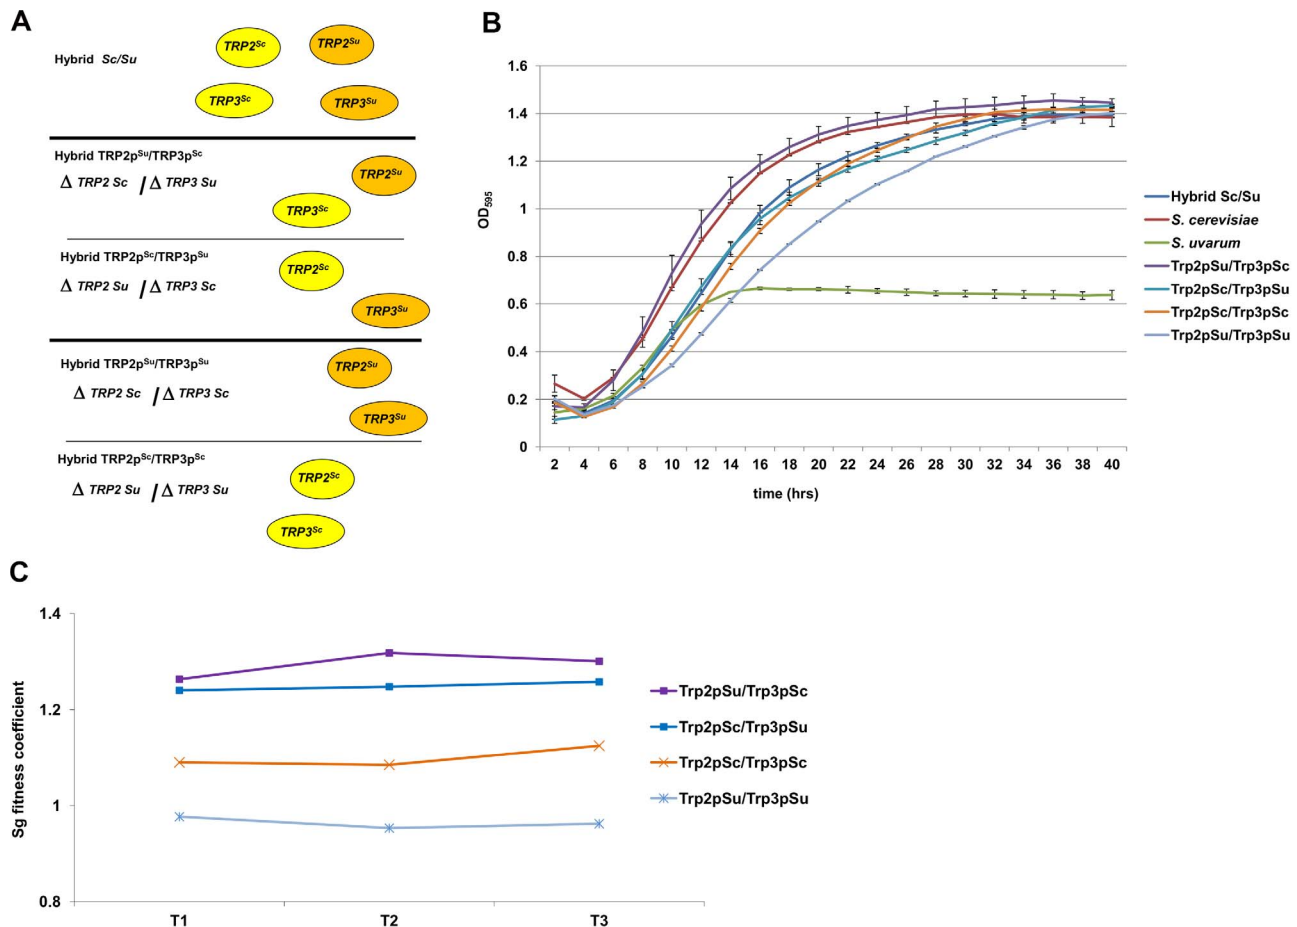 A
Hybrid Sc/Su
TRP2Sc
TRP2Su
TRP3Sc
TRP3Su
Hybrid TRP2pSu/TRP3pSc
Δ TRP2 Sc / Δ TRP3 Su
TRP2Su
TRP3Sc
Hybrid TRP2pSc/TRP3pSu
Δ TRP2 Su / Δ TRP3 Sc
TRP2Sc
TRP3Su
Hybrid TRP2pSu/TRP3pSu
Δ TRP2 Sc / Δ TRP3 Sc
TRP2Su
TRP3Su
Hybrid TRP2pSc/TRP3pSc
Δ TRP2 Su / Δ TRP3 Su
TRP2Sc
TRP3Sc
B
1.6
1.4
1.2
1
0.8
0.6
0.4
0.2
0
OD595
2 4 6 8 10 12 14 16 18 20 22 24 26 28 30 32 34 36 38 40
time (hrs)
Hybrid Sc/Su
S. cerevisiae
S. uvarum
Trp2pSu/Trp3pSc
Trp2pSc/Trp3pSu
Trp2pSc/Trp3pSc
Trp2pSu/Trp3pSu
C
1.4
1.2
1
0.8
Sg fitness coefficient
T1 T2 T3
Trp2pSu/Trp3pSc
Trp2pSc/Trp3pSu
Trp2pSc/Trp3pSc
Trp2pSu/Trp3pSu